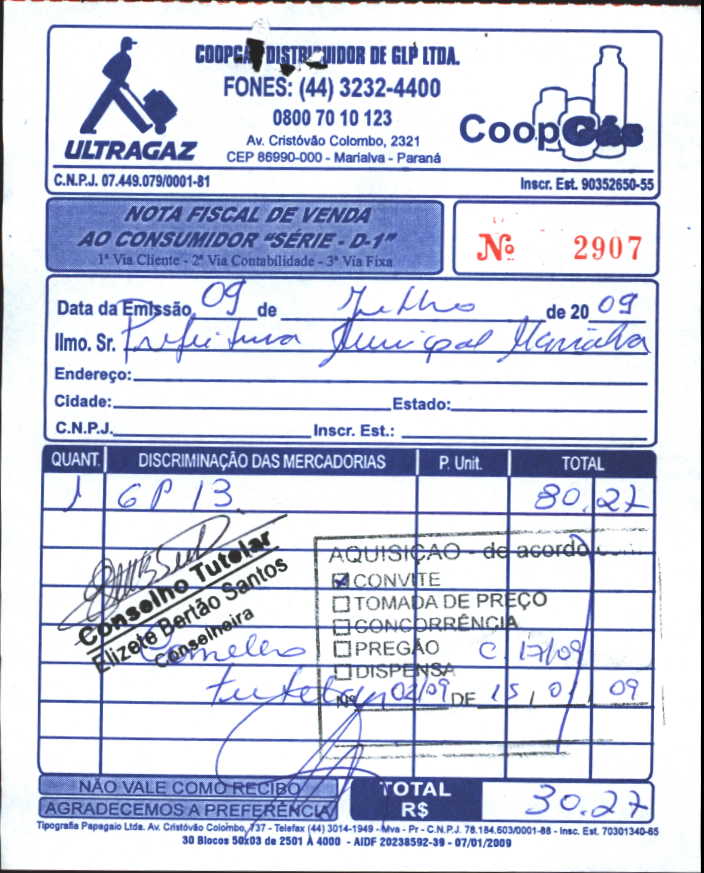 COOPGÁS DISTRIBUIDOR DE GLP LTDA.
FONES: (44) 3232-4400
0800 70 10 123
Av. Cristóvão Colombo, 2321
CEP 86990-000 - Marialva - Paraná
ULTRAGAZ
CoopGás
C.N.P.J. 07.449.079/0001-81 Inscr. Est. 90352650-55
NOTA FISCAL DE VENDA
AO CONSUMIDOR “SÉRIE - D-1”
1ª Via Cliente - 2ª Via Contabilidade - 3ª Via Fixa
Nº 2907
Data da Emissão 09 de Julho de 2009
Ilmo. Sr. Prefeitura Municipal Marialva
Endereço:
Cidade: Estado:
C.N.P.J. Inscr. Est.:
QUANT. DISCRIMINAÇÃO DAS MERCADORIAS P. Unit. TOTAL
1 GP 13 30,27
Conselho Tutelar
Elizete Bertão Santos
Conselheira
Conselho
tutelar
AQUISIÇÃO - de acordo
CONVITE
TOMADA DE PREÇO
CONCORRÊNCIA
PREGÃO C 17/09
DISPENSA
Nº 02/09 DE 15 / 01 / 09
NÃO VALE COMO RECIBO
AGRADECEMOS A PREFERÊNCIA
TOTAL
R$ 30,27
Tipografia Papagaio Ltda. Av. Cristóvão Colombo, 737 - Telefax (44) 3014-1949 - Mva - Pr - C.N.P.J. 78.184.603/0001-88 - Insc. Est. 70301340-65
30 Blocos 50x03 de 2501 À 4000 - AIDF 20238592-39 - 07/01/2009